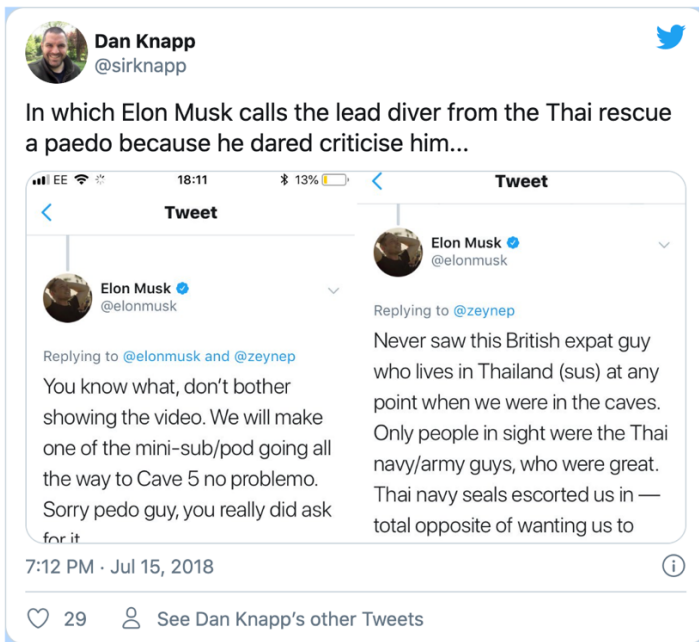 Dan Knapp
@sirknapp
In which Elon Musk calls the lead diver from the Thai rescue
a paedo because he dared criticise him...
EE 18:11 13%
Tweet
Elon Musk
@elonmusk
Replying to @elonmusk and @zeynep
You know what, don't bother
showing the video. We will make
one of the mini-sub/pod going all
the way to Cave 5 no problemo.
Sorry pedo guy, you really did ask
for it
Tweet
Elon Musk
@elonmusk
Replying to @zeynep
Never saw this British expat guy
who lives in Thailand (sus) at any
point when we were in the caves.
Only people in sight were the Thai
navy/army guys, who were great.
Thai navy seals escorted us in —
total opposite of wanting us to
7:12 PM · Jul 15, 2018
29 See Dan Knapp's other Tweets